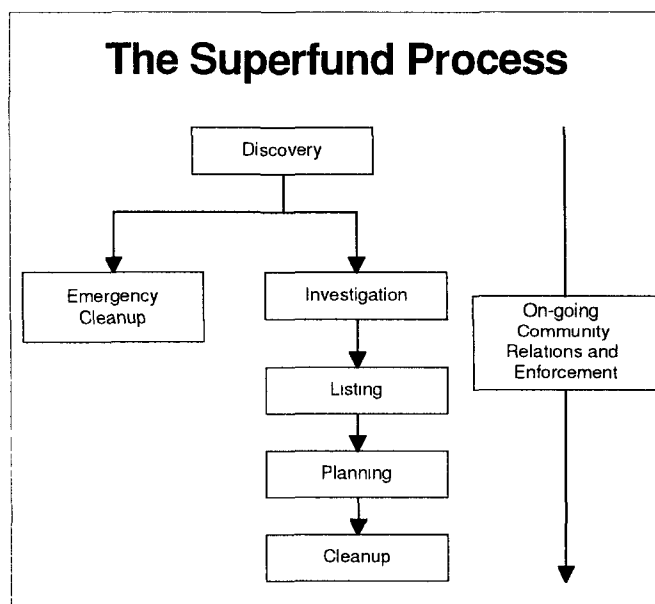 The Superfund Process
Discovery
Emergency
Cleanup
Investigation
Listing
Planning
Cleanup
On-going
Community
Relations and
Enforcement